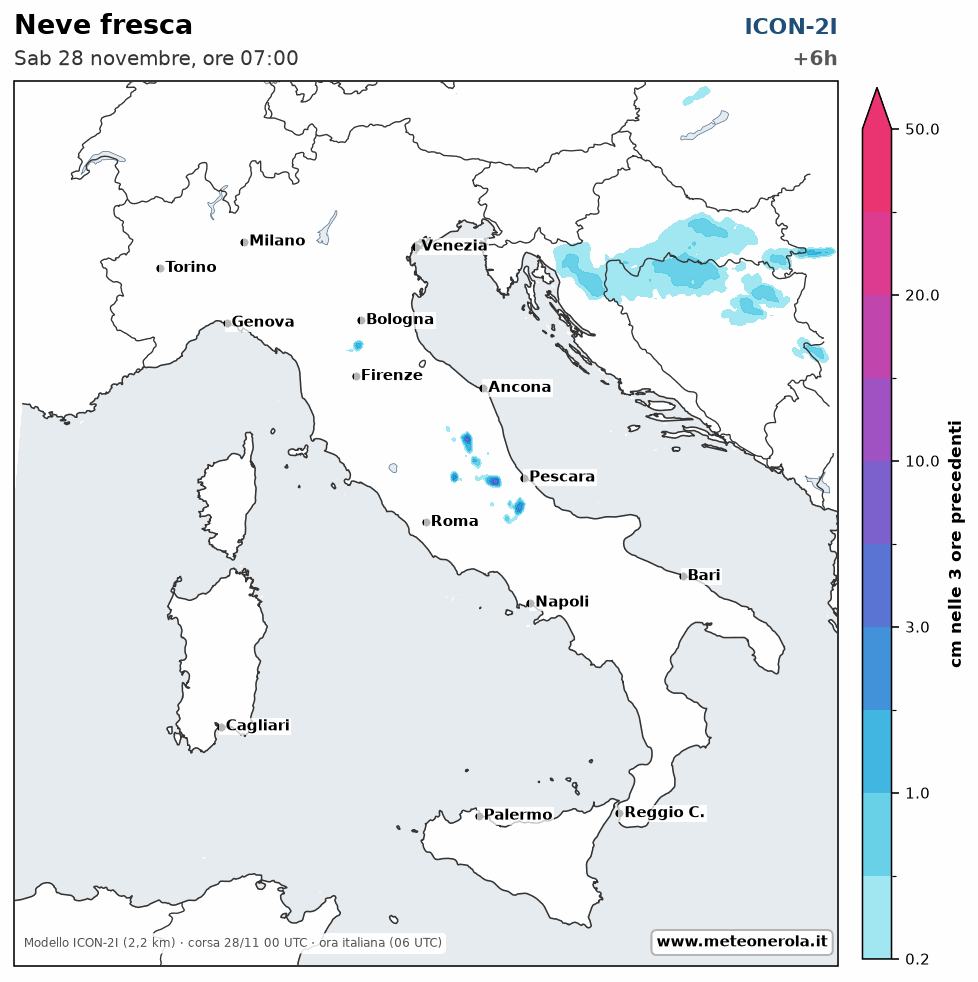 Neve fresca
ICON-2I
Sab 28 novembre, ore 07:00
+6h
50.0
20.0
10.0
3.0
1.0
0.2
cm nelle 3 ore precedenti
Milano
Venezia
Torino
Genova
Bologna
Firenze
Ancona
Pescara
Roma
Bari
Napoli
Cagliari
Palermo
Reggio C.
Modello ICON-2I (2,2 km) · corsa 28/11 00 UTC · ora italiana (06 UTC)
www.meteonerola.it